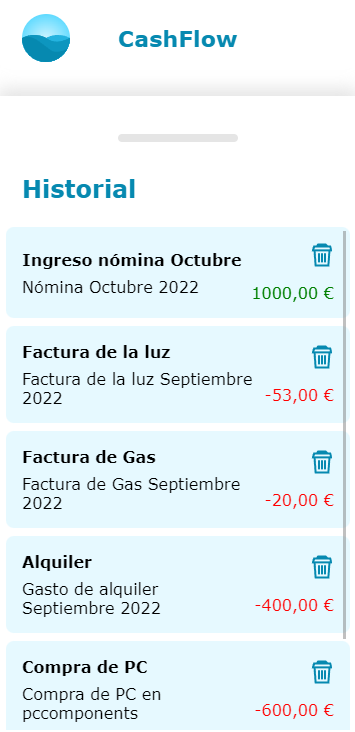 CashFlow
Historial
Ingreso nómina Octubre
Nómina Octubre 2022
1000,00 €
Factura de la luz
Factura de la luz Septiembre
2022
-53,00 €
Factura de Gas
Factura de Gas Septiembre
2022
-20,00 €
Alquiler
Gasto de alquiler
Septiembre 2022
-400,00 €
Compra de PC
Compra de PC en
pccomponents
-600,00 €